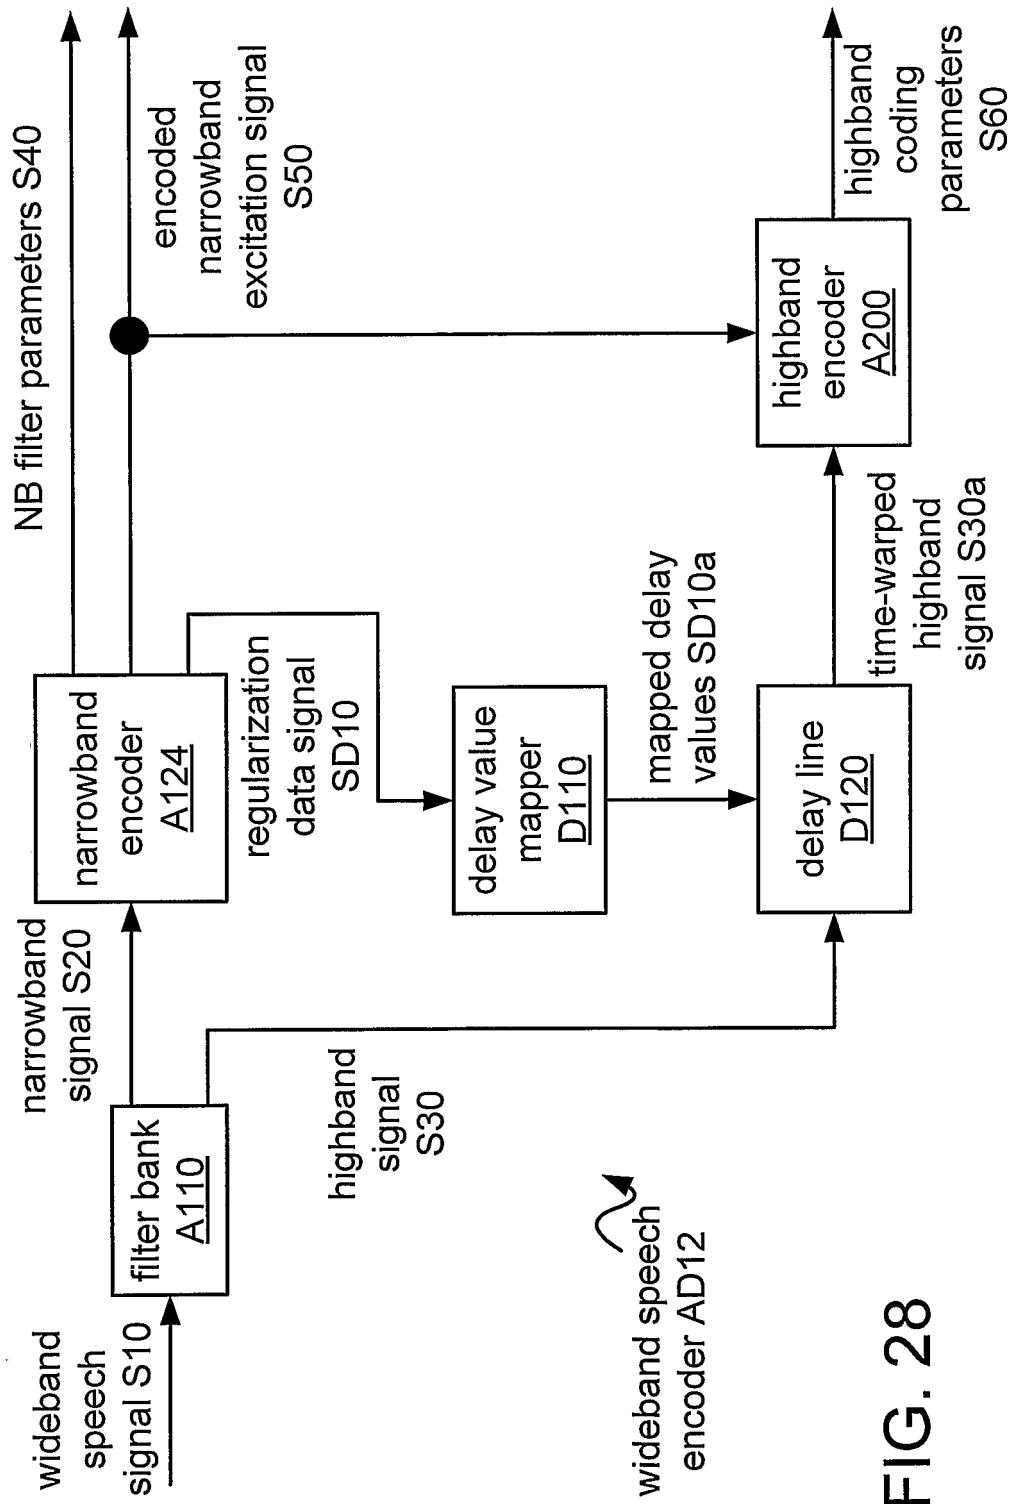 wideband
speech
signal S10
filter bank
A110
narrowband
signal S20
highband
signal
S30
narrowband
encoder
A124
NB filter parameters S40
encoded
narrowband
excitation signal
S50
regularization
data signal
SD10
delay value
mapper
D110
mapped delay
values SD10a
delay line
D120
time-warped
highband
signal S30a
highband
encoder
A200
highband
coding
parameters
S60
wideband speech
encoder AD12
FIG. 28